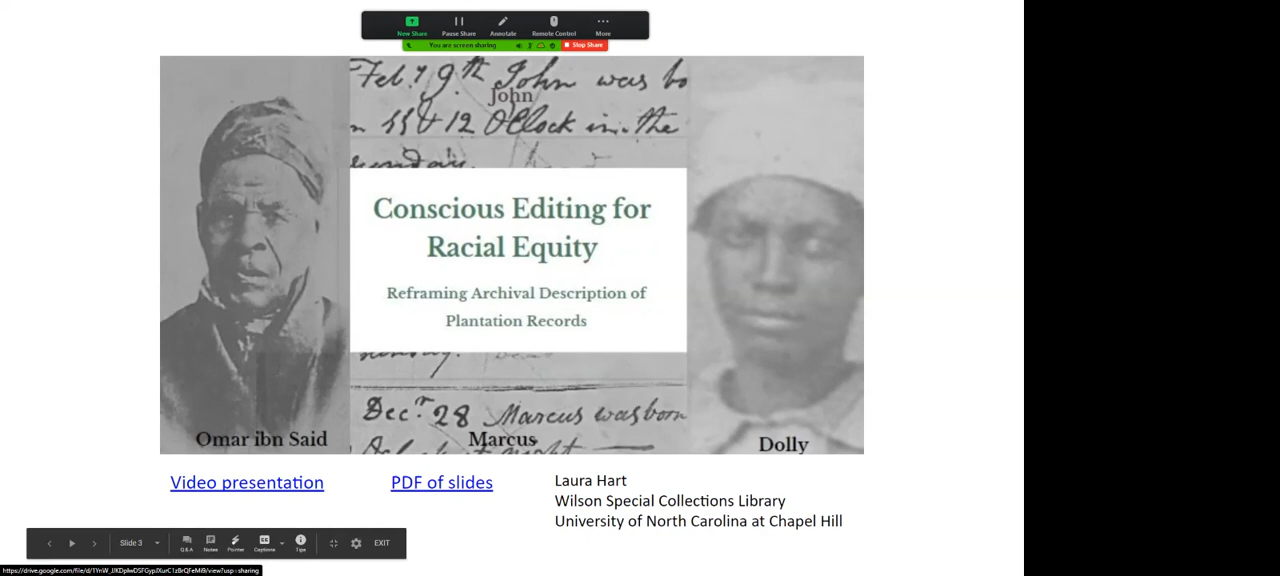 New Share
Pause Share
Annotate
Remote Control
More
You are screen sharing
Stop Share
Feb.y 9th John was bo
John
11 & 12 OClock in the
Conscious Editing for
Racial Equity
Reframing Archival Description of
Plantation Records
Decr 28 Marcus was born
Omar ibn Said
Marcus
Dolly
Video presentation
PDF of slides
Laura Hart
Wilson Special Collections Library
University of North Carolina at Chapel Hill
Slide 3
Q&A
Notes
Pointer
Captions
Tips
EXIT